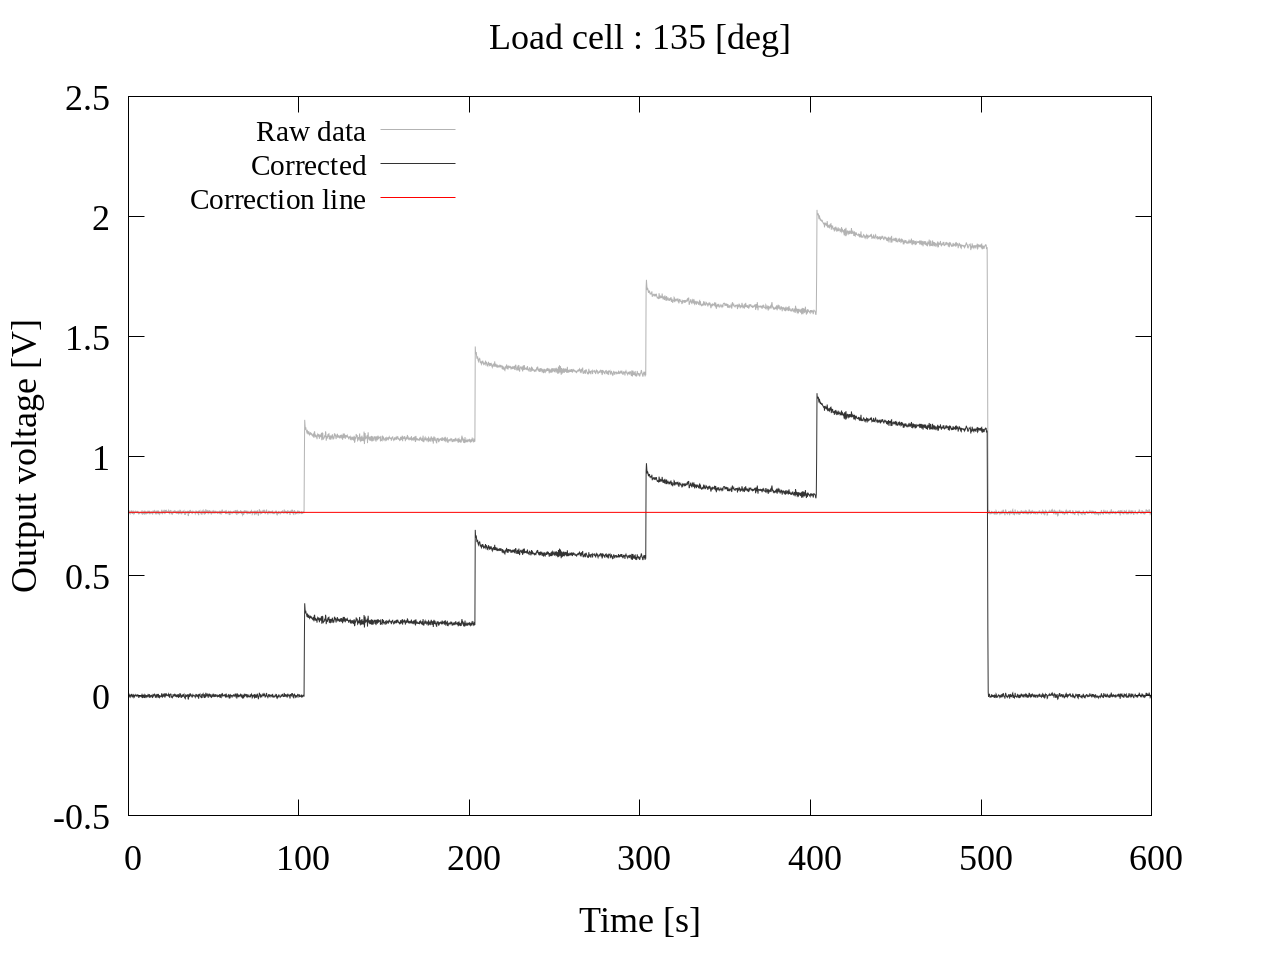 Load cell : 135 [deg]
2.5
2
1.5
1
0.5
0
-0.5
Output voltage [V]
Raw data
Corrected
Correction line
0 100 200 300 400 500 600
Time [s]